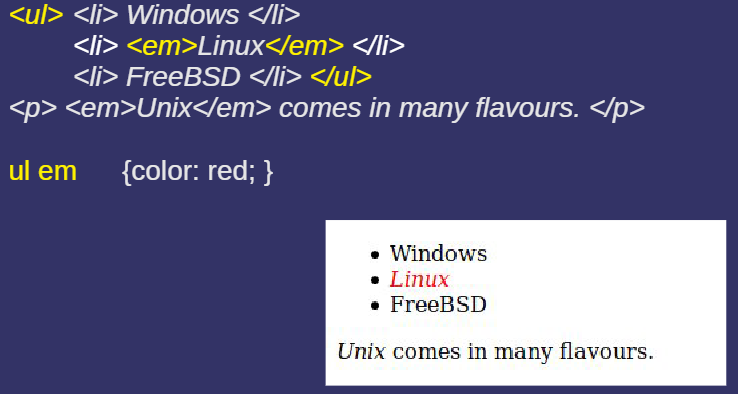 <ul> <li> Windows </li>
<li> <em>Linux</em> </li>
<li> FreeBSD </li> </ul>
<p> <em>Unix</em> comes in many flavours. </p>
ul em {color: red; }
• Windows
• Linux
• FreeBSD
Unix comes in many flavours.